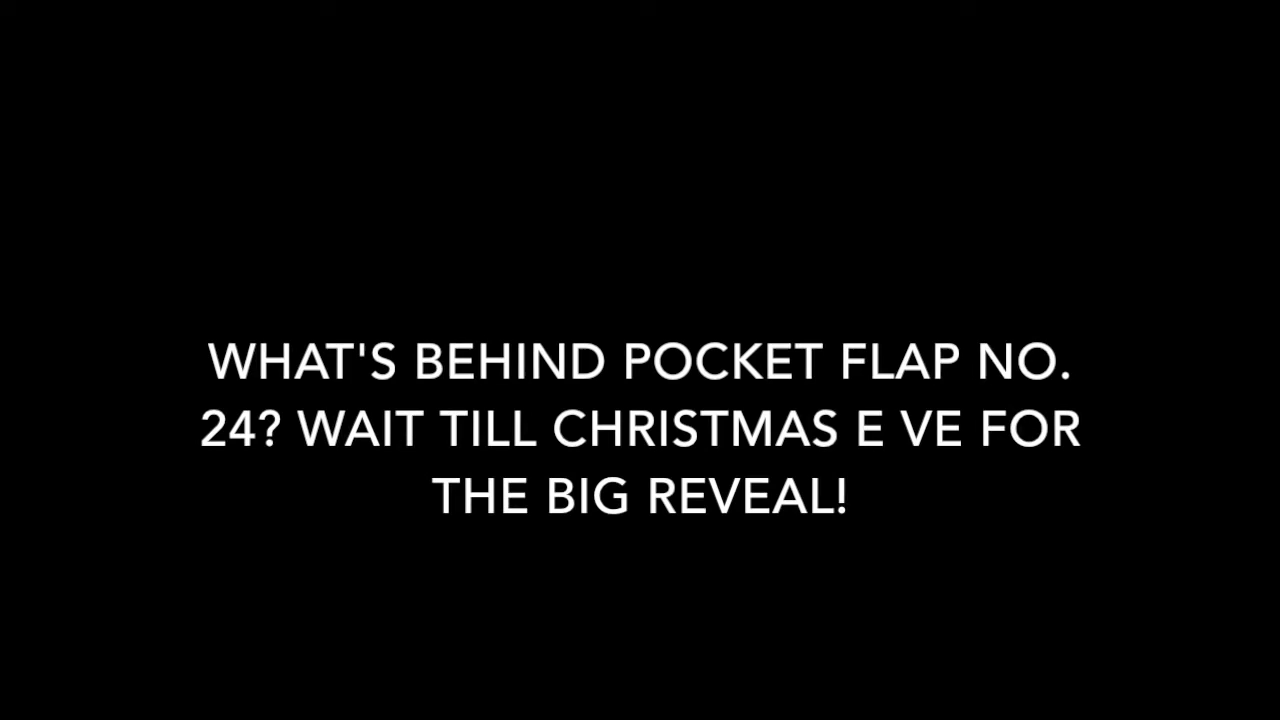 WHAT'S BEHIND POCKET FLAP NO.
24? WAIT TILL CHRISTMAS E VE FOR
THE BIG REVEAL!